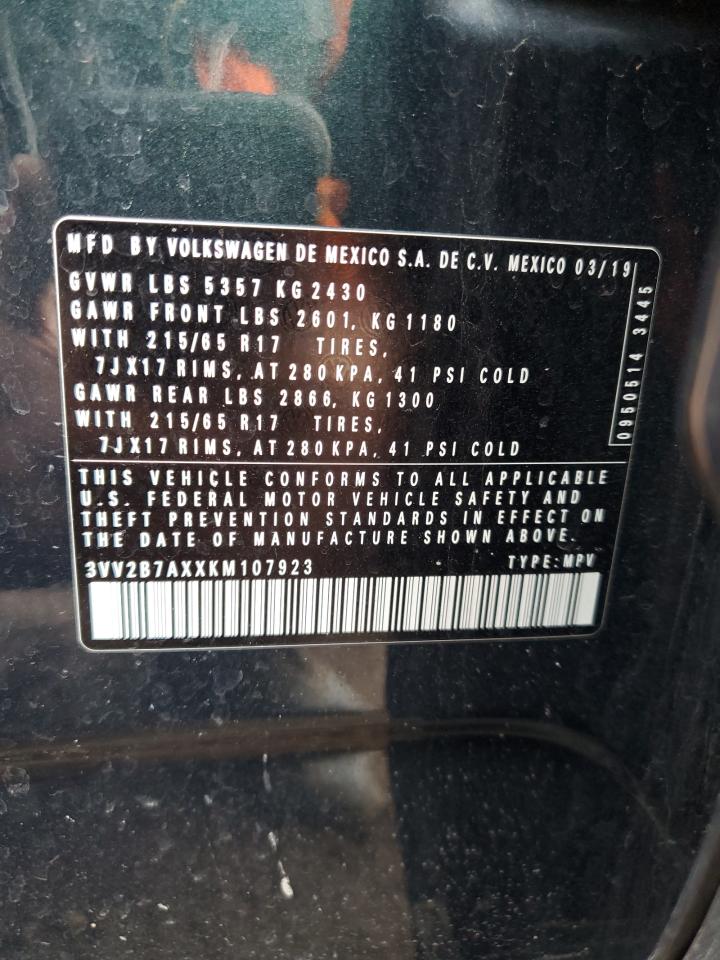 MFD BY VOLKSWAGEN DE MEXICO S.A. DE C.V. MEXICO 03/19
GVWR LBS 5357 KG 2430
GAWR FRONT LBS 2601, KG 1180
WITH 215/65 R17 TIRES,
7JX17 RIMS, AT 280 KPA, 41 PSI COLD
GAWR REAR LBS 2866, KG 1300
WITH 215/65 R17 TIRES,
7JX17 RIMS, AT 280 KPA, 41 PSI COLD
0950514 3445
THIS VEHICLE CONFORMS TO ALL APPLICABLE
U.S. FEDERAL MOTOR VEHICLE SAFETY AND
THEFT PREVENTION STANDARDS IN EFFECT ON
THE DATE OF MANUFACTURE SHOWN ABOVE.
3VV2B7AXXKM107923 TYPE: MPV